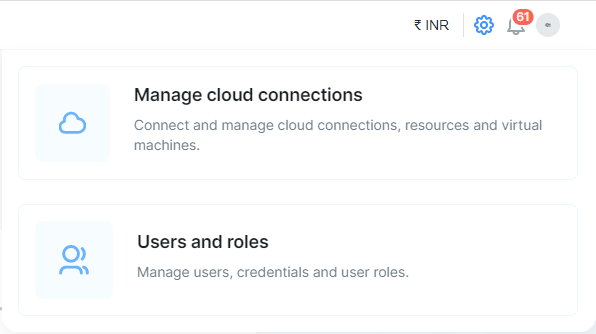 ₹ INR
61
Manage cloud connections
Connect and manage cloud connections, resources and virtual
machines.
Users and roles
Manage users, credentials and user roles.